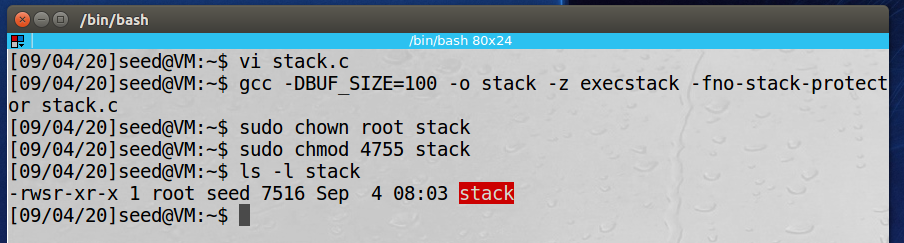 /bin/bash
/bin/bash 80x24
[09/04/20]seed@VM:~$ vi stack.c
[09/04/20]seed@VM:~$ gcc -DBUF_SIZE=100 -o stack -z execstack -fno-stack-protect
or stack.c
[09/04/20]seed@VM:~$ sudo chown root stack
[09/04/20]seed@VM:~$ sudo chmod 4755 stack
[09/04/20]seed@VM:~$ ls -l stack
-rwsr-xr-x 1 root seed 7516 Sep  4 08:03 stack
[09/04/20]seed@VM:~$